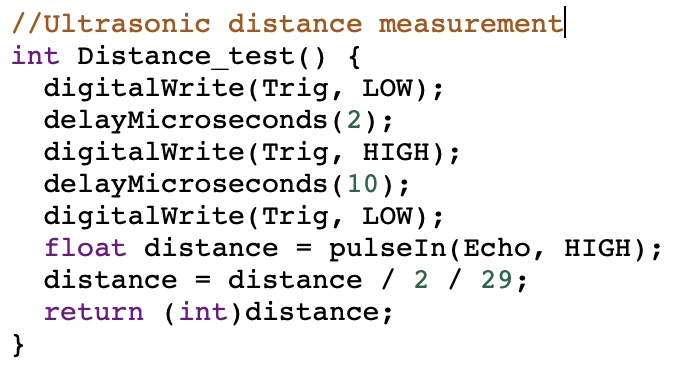 //Ultrasonic distance measurement
int Distance_test() {
  digitalWrite(Trig, LOW);
  delayMicroseconds(2);
  digitalWrite(Trig, HIGH);
  delayMicroseconds(10);
  digitalWrite(Trig, LOW);
  float distance = pulseIn(Echo, HIGH);
  distance = distance / 2 / 29;
  return (int)distance;
}